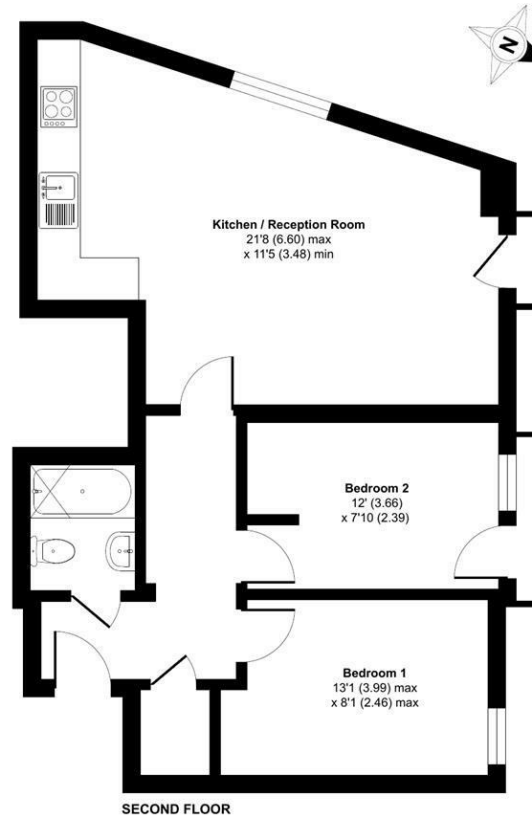 N
Kitchen / Reception Room
21'8 (6.60) max
x 11'5 (3.48) min
Bedroom 2
12' (3.66)
x 7'10 (2.39)
Bedroom 1
13'1 (3.99) max
x 8'1 (2.46) max
SECOND FLOOR